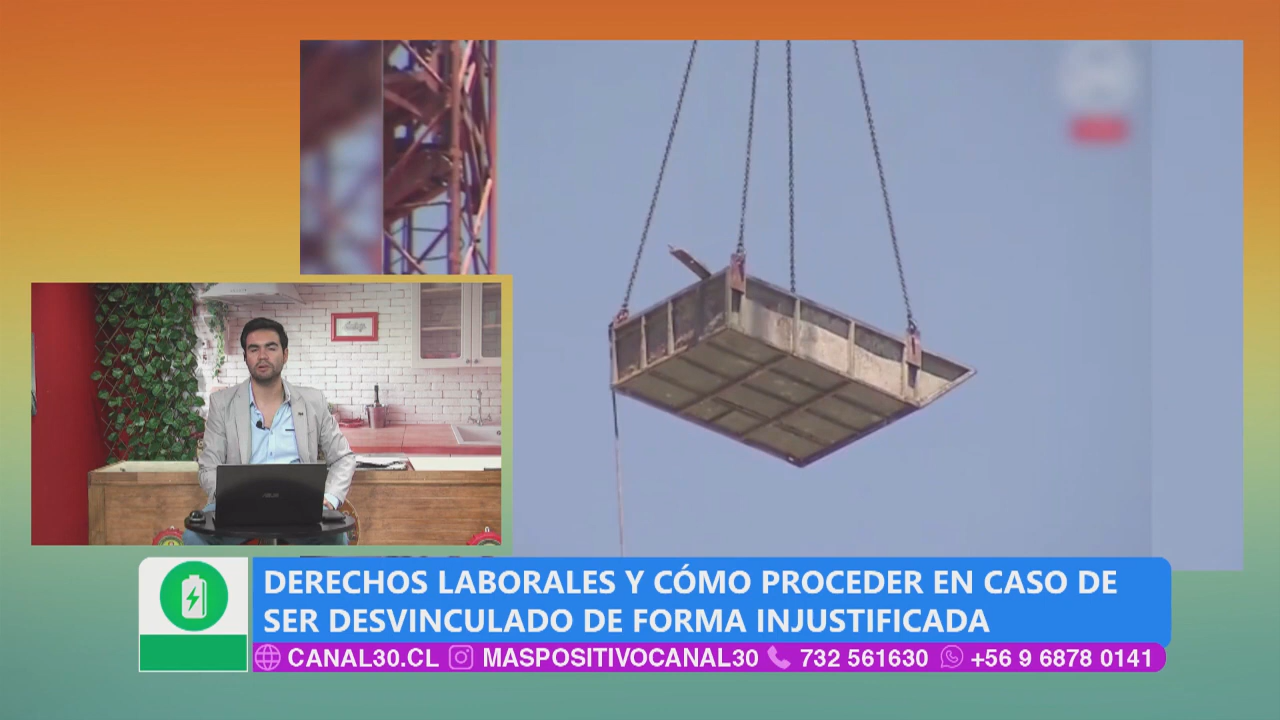 DERECHOS LABORALES Y CÓMO PROCEDER EN CASO DE
SER DESVINCULADO DE FORMA INJUSTIFICADA
CANAL30.CL MASPOSITIVOCANAL30 732 561630 +56 9 6878 0141
ASUS